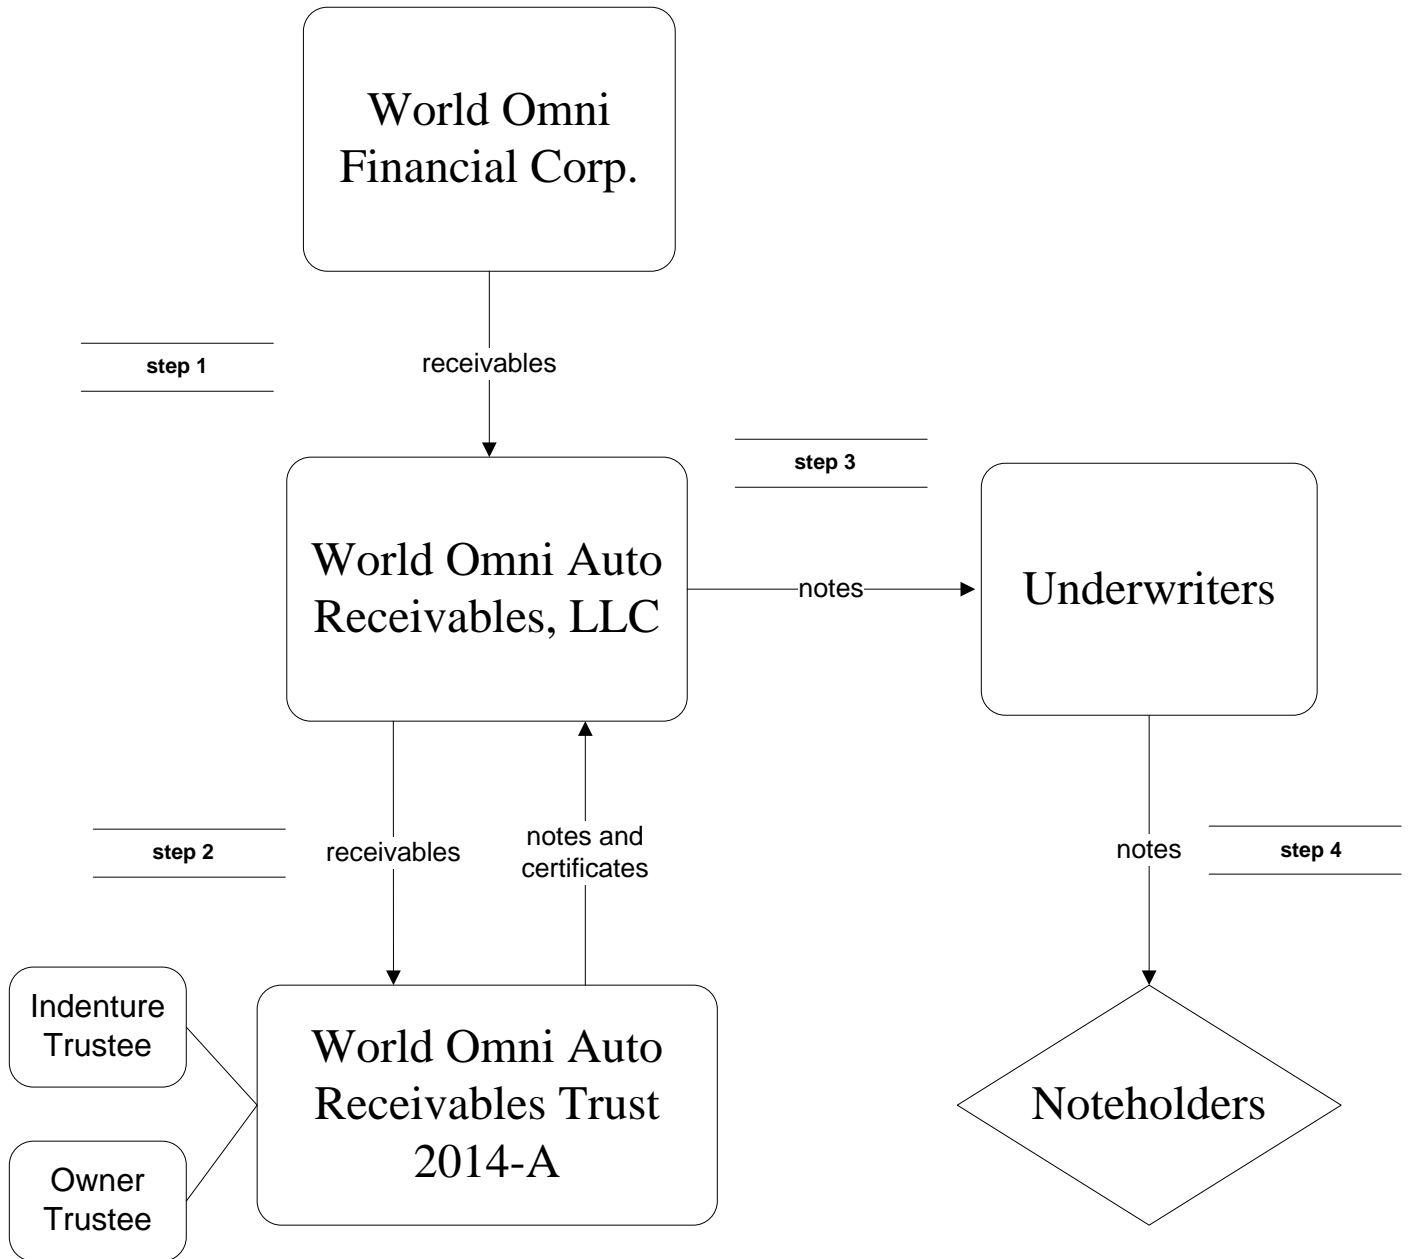 World Omni
Financial Corp.
step 1
receivables
step 3
World Omni Auto
Receivables, LLC
notes
Underwriters
step 2
receivables
notes and
certificates
notes
step 4
Indenture
Trustee
Owner
Trustee
World Omni Auto
Receivables Trust
2014-A
Noteholders